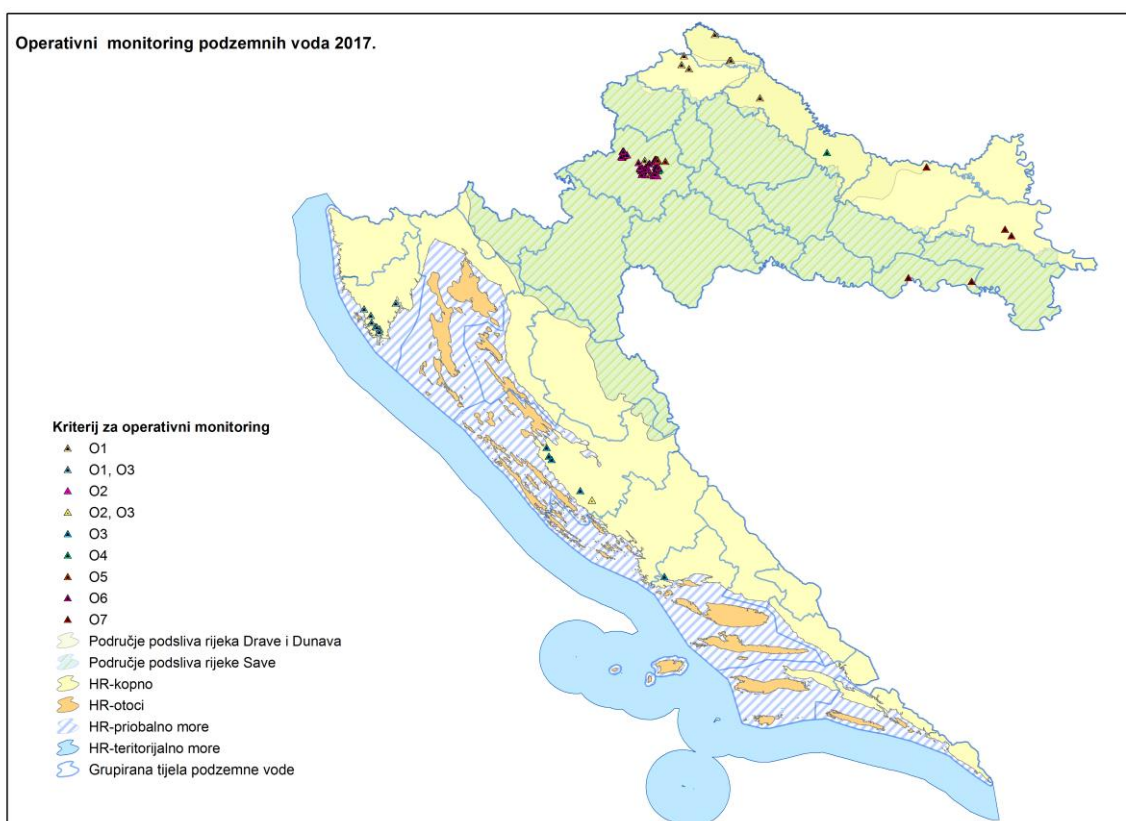 Operativni monitoring podzemnih voda 2017.
Kriterij za operativni monitoring
O1
O1, O3
O2
O2, O3
O3
O4
O5
O6
O7
Područje podsliva rijeka Drave i Dunava
Područje podsliva rijeke Save
HR-kopno
HR-otoci
HR-priobalno more
HR-teritorijalno more
Grupirana tijela podzemne vode